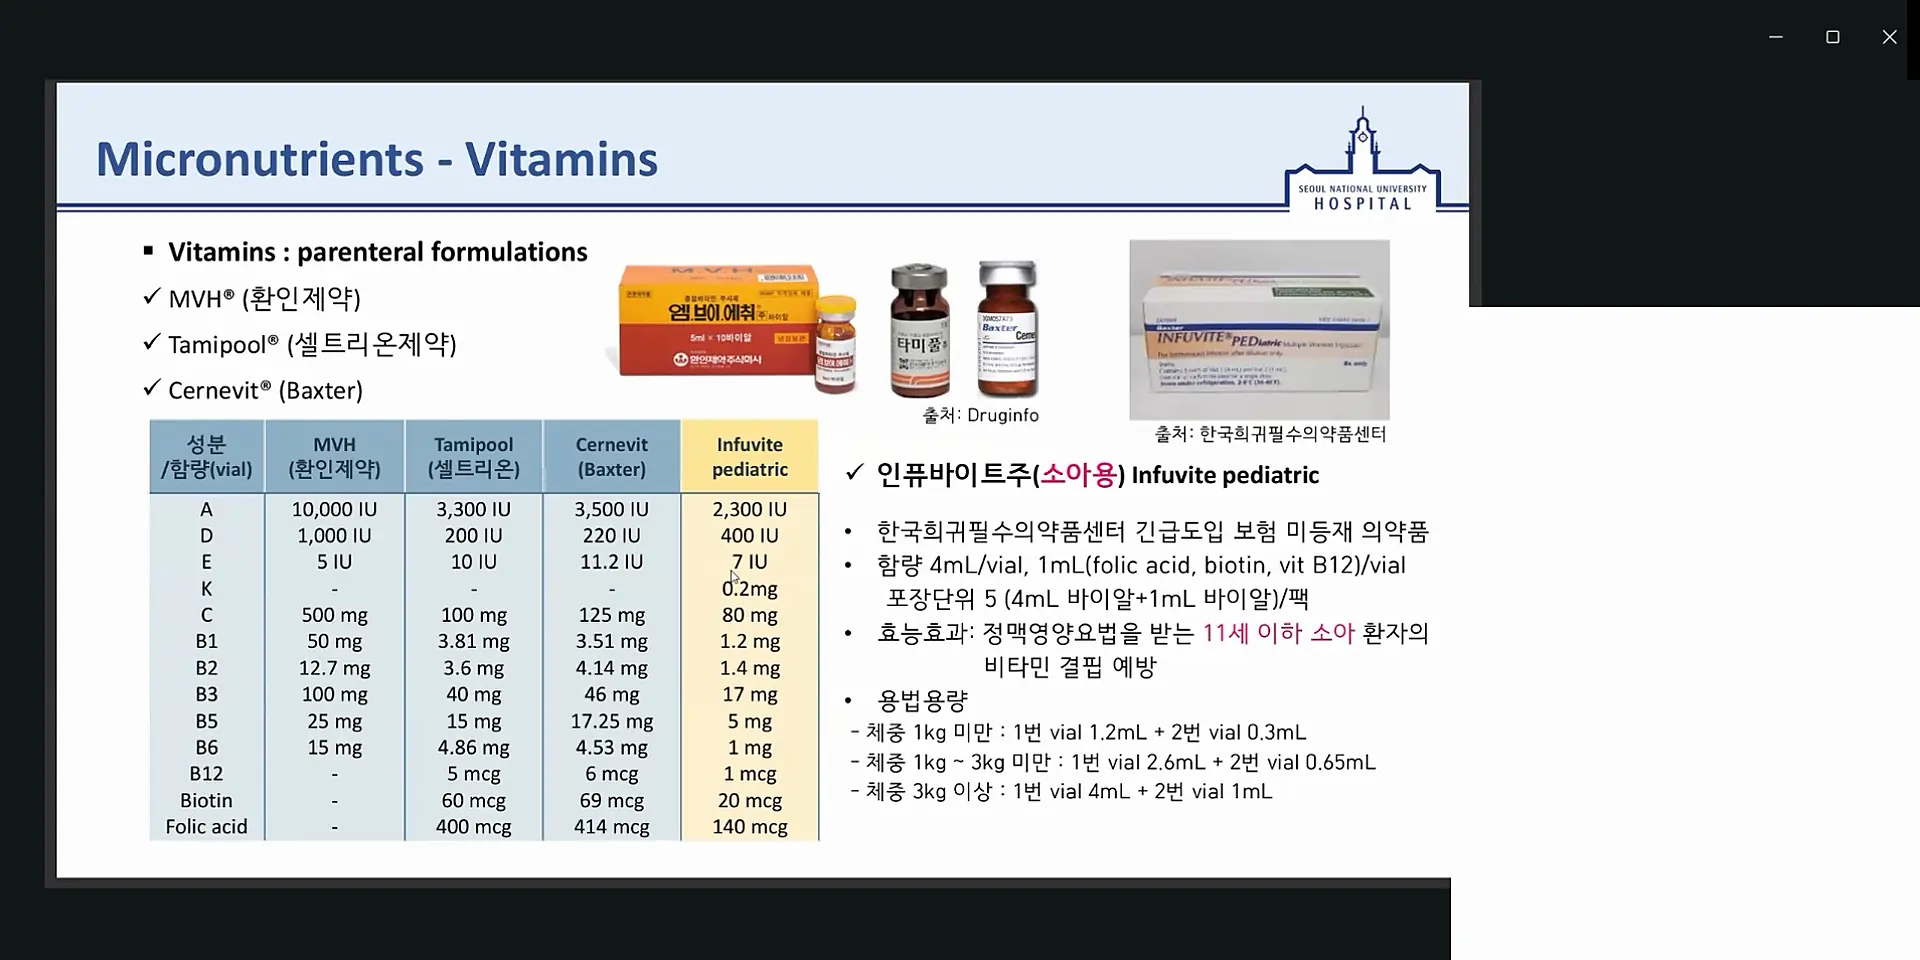 Micronutrients - Vitamins
SEOUL NATIONAL UNIVERSITY
HOSPITAL
▪ Vitamins : parenteral formulations
✓ MVH® (환인제약)
✓ Tamipool® (셀트리온제약)
✓ Cernevit® (Baxter)
M.V.H
엠.브이.에취
5ml × 10바이알
환인제약주식회사
타미풀
Baxter
INFUVITE® PEDiatric
출처: Druginfo
출처: 한국희귀필수의약품센터
성분/함량(vial) MVH (환인제약) Tamipool (셀트리온) Cernevit (Baxter) Infuvite pediatric
A 10,000 IU 3,300 IU 3,500 IU 2,300 IU
D 1,000 IU 200 IU 220 IU 400 IU
E 5 IU 10 IU 11.2 IU 7 IU
K - - - 0.2mg
C 500 mg 100 mg 125 mg 80 mg
B1 50 mg 3.81 mg 3.51 mg 1.2 mg
B2 12.7 mg 3.6 mg 4.14 mg 1.4 mg
B3 100 mg 40 mg 46 mg 17 mg
B5 25 mg 15 mg 17.25 mg 5 mg
B6 15 mg 4.86 mg 4.53 mg 1 mg
B12 - 5 mcg 6 mcg 1 mcg
Biotin - 60 mcg 69 mcg 20 mcg
Folic acid - 400 mcg 414 mcg 140 mcg
✓ 인퓨바이트주(소아용) Infuvite pediatric
• 한국희귀필수의약품센터 긴급도입 보험 미등재 의약품
• 함량 4mL/vial, 1mL(folic acid, biotin, vit B12)/vial
포장단위 5 (4mL 바이알+1mL 바이알)/팩
• 효능효과: 정맥영양요법을 받는 11세 이하 소아 환자의
비타민 결핍 예방
• 용법용량
- 체중 1kg 미만 : 1번 vial 1.2mL + 2번 vial 0.3mL
- 체중 1kg ~ 3kg 미만 : 1번 vial 2.6mL + 2번 vial 0.65mL
- 체중 3kg 이상 : 1번 vial 4mL + 2번 vial 1mL